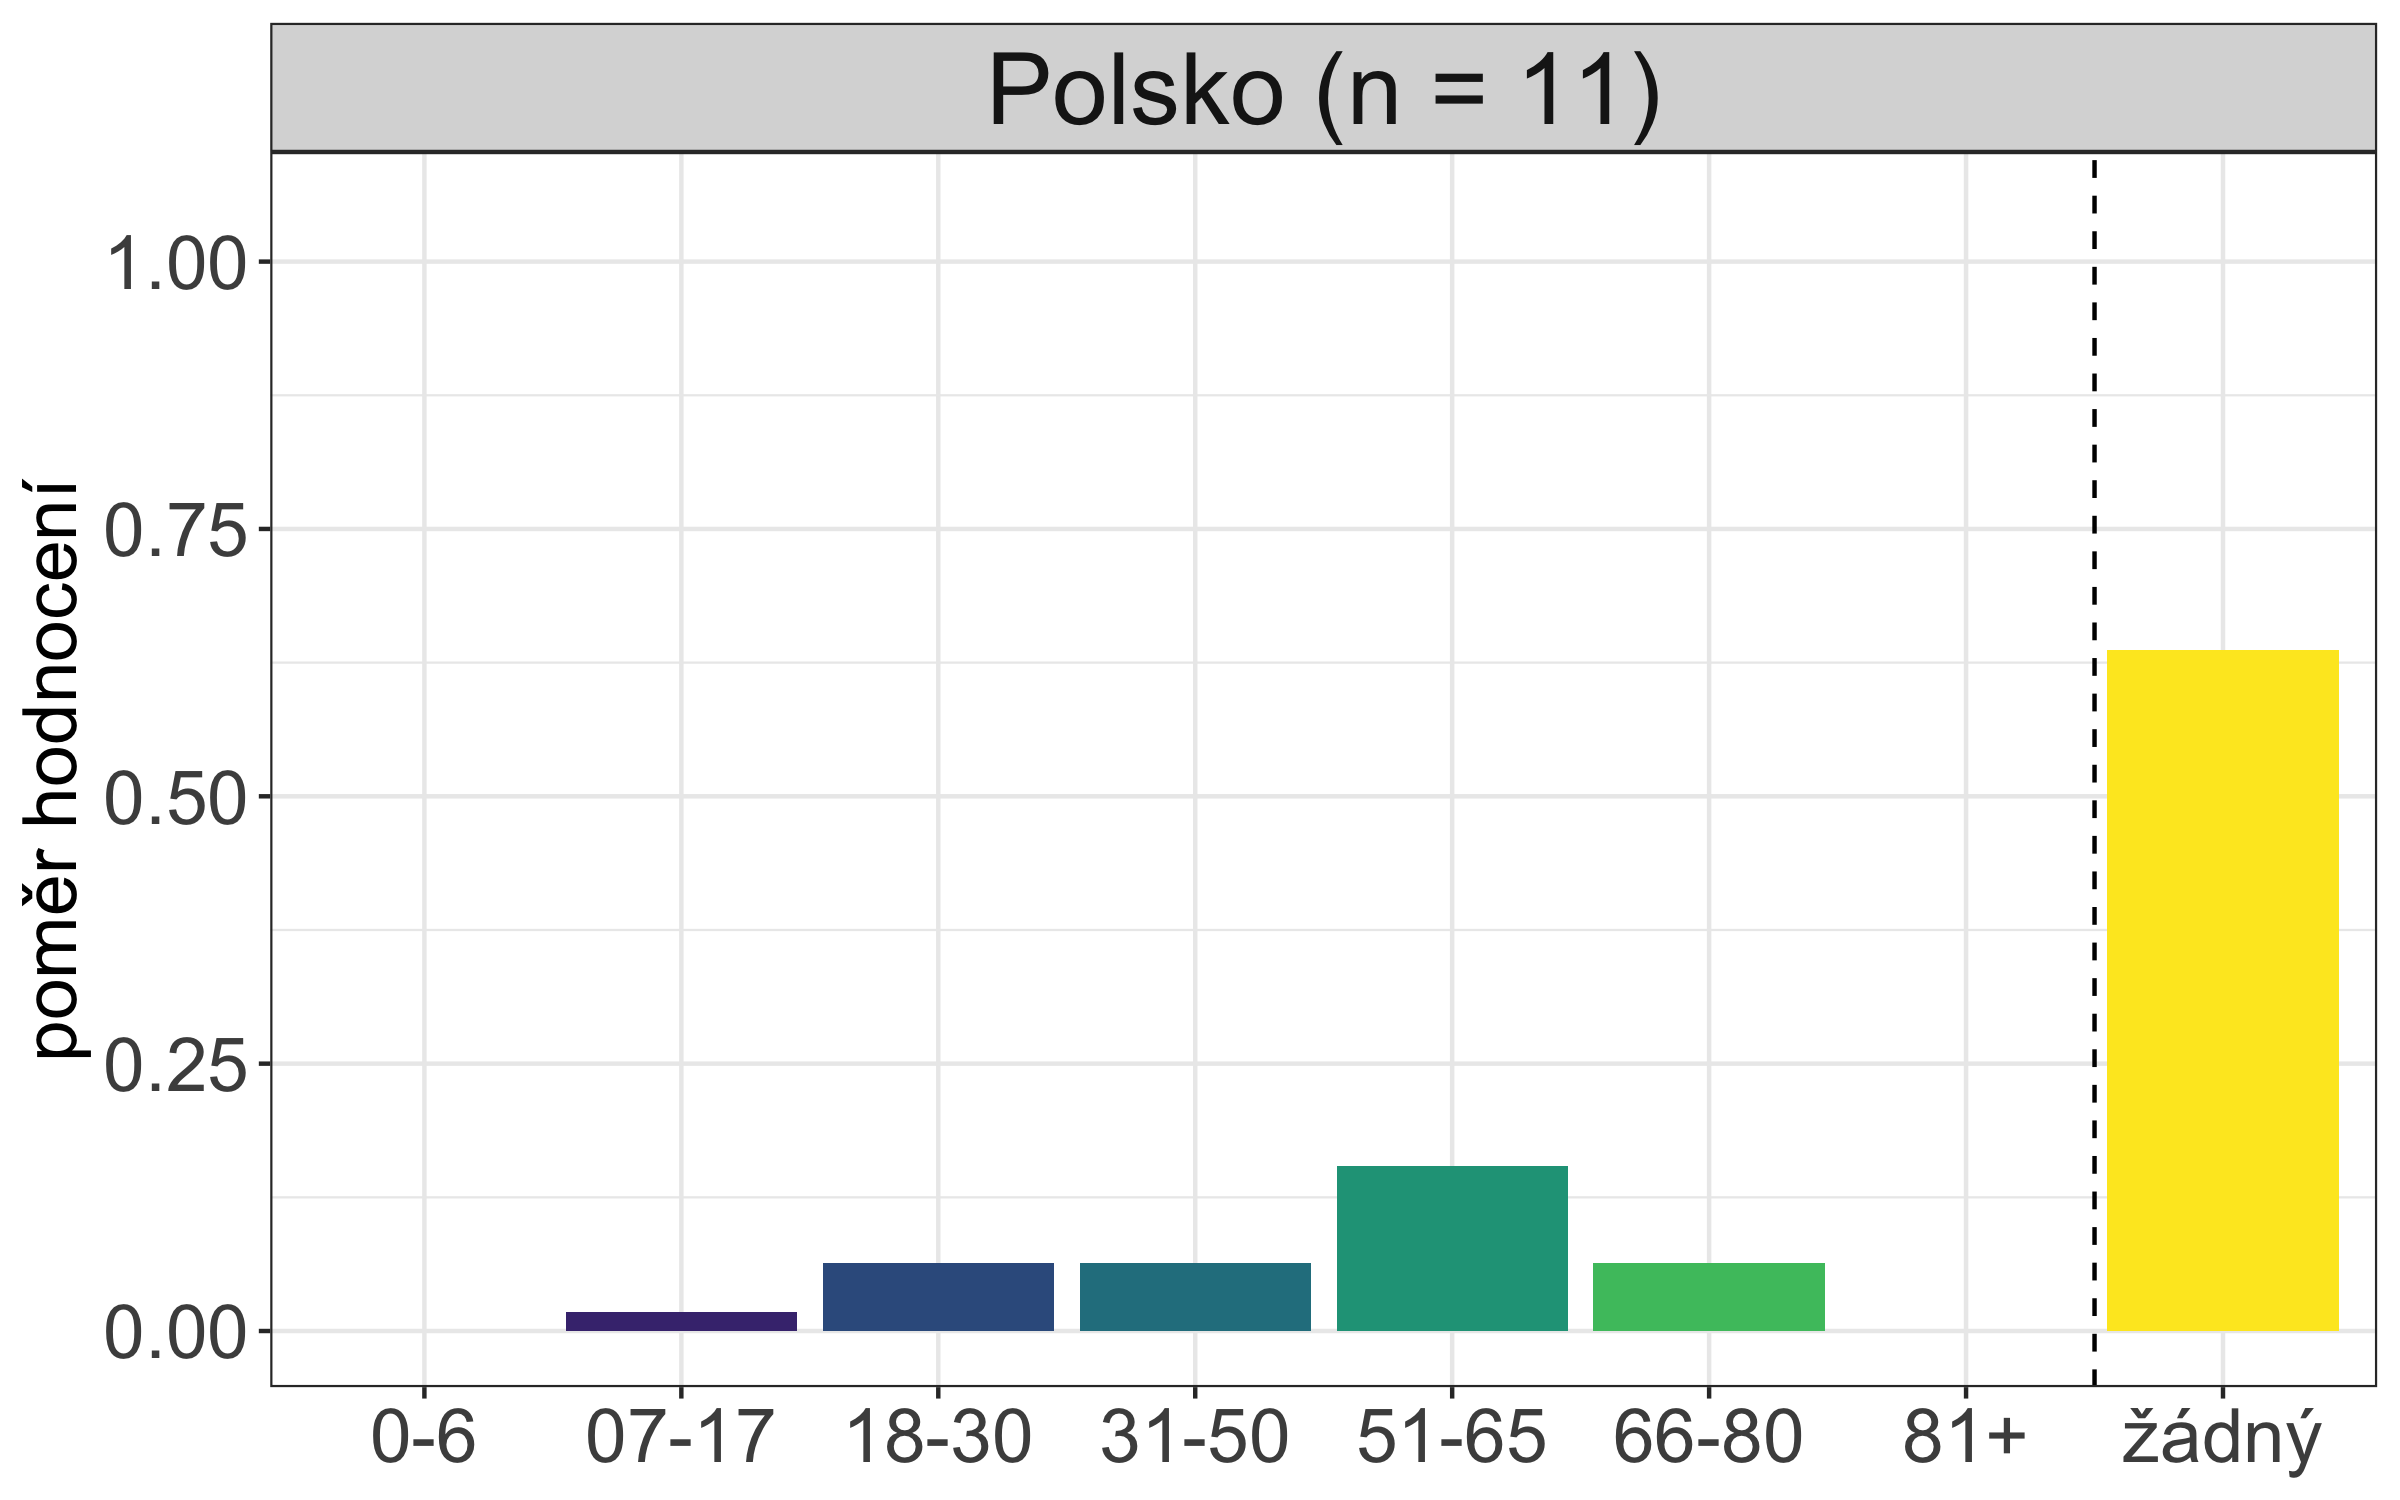 Polsko (n = 11)
poměr hodnocení
1.00
0.75
0.50
0.25
0.00
0-6 07-17 18-30 31-50 51-65 66-80 81+ žádný